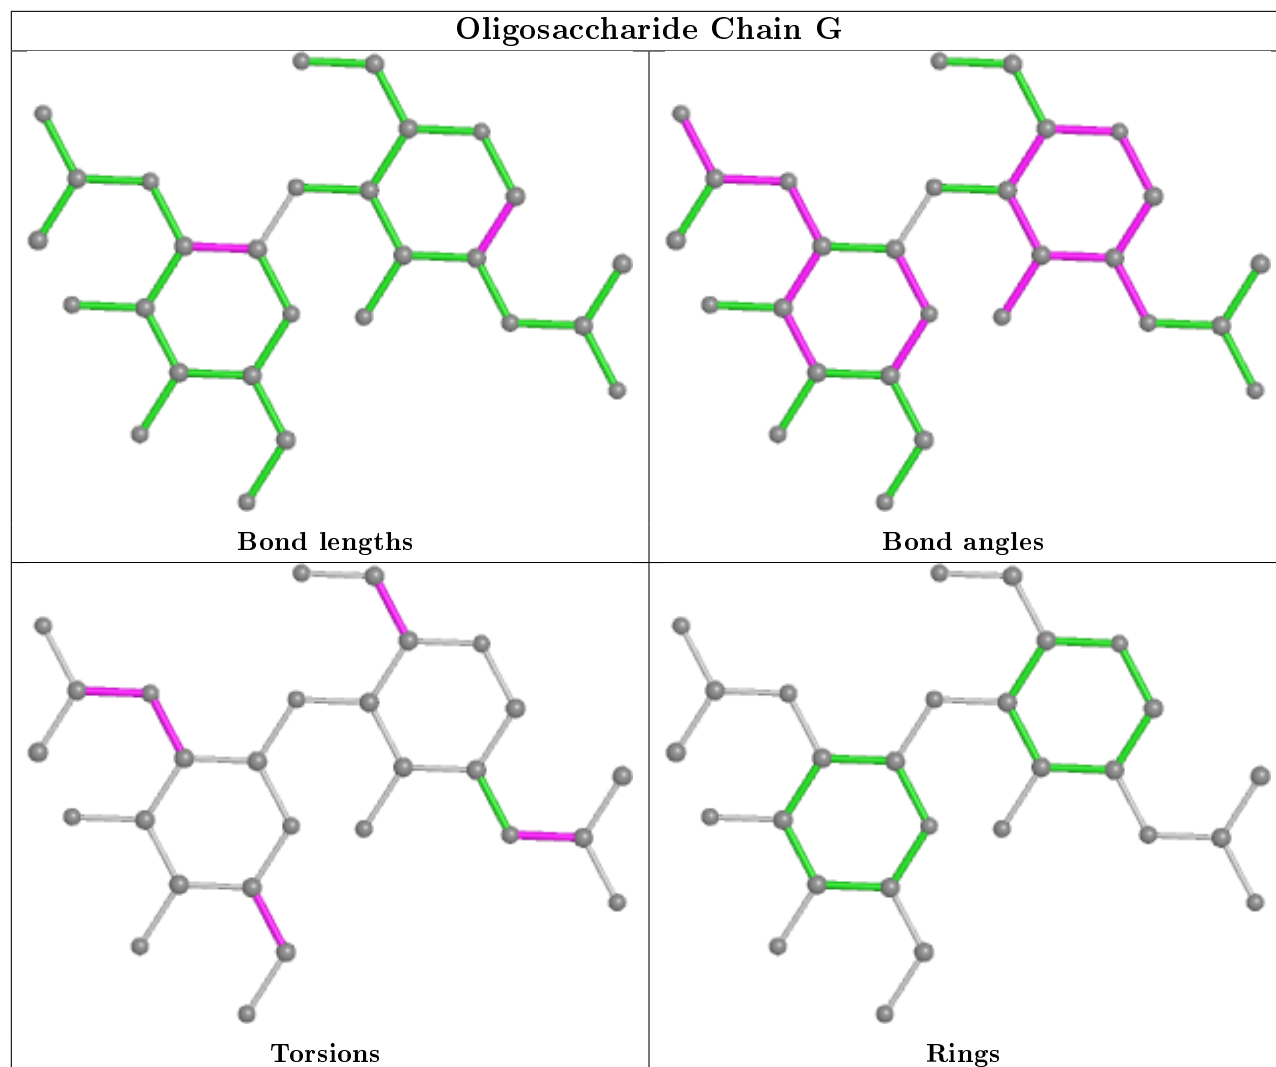 Oligosaccharide Chain G
Bond lengths
Bond angles
Torsions
Rings